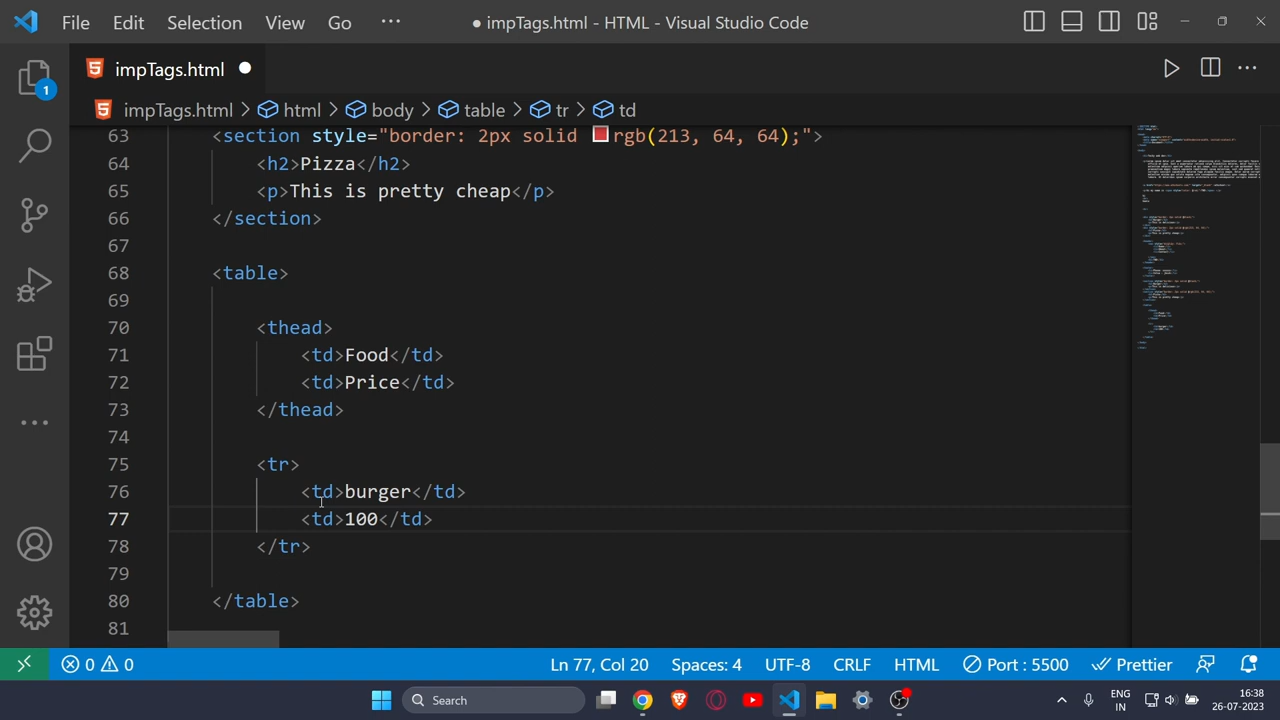 File Edit Selection View Go ··· ● impTags.html - HTML - Visual Studio Code
impTags.html ●
impTags.html > html > body > table > tr > td
63 <section style="border: 2px solid rgb(213, 64, 64);">
64 <h2>Pizza</h2>
65 <p>This is pretty cheap</p>
66 </section>
67
68 <table>
69
70 <thead>
71 <td>Food</td>
72 <td>Price</td>
73 </thead>
74
75 <tr>
76 <td>burger</td>
77 <td>100</td>
78 </tr>
79
80 </table>
81
1
0 0 Ln 77, Col 20 Spaces: 4 UTF-8 CRLF HTML Port : 5500 Prettier
Search ENG IN 16:38 26-07-2023